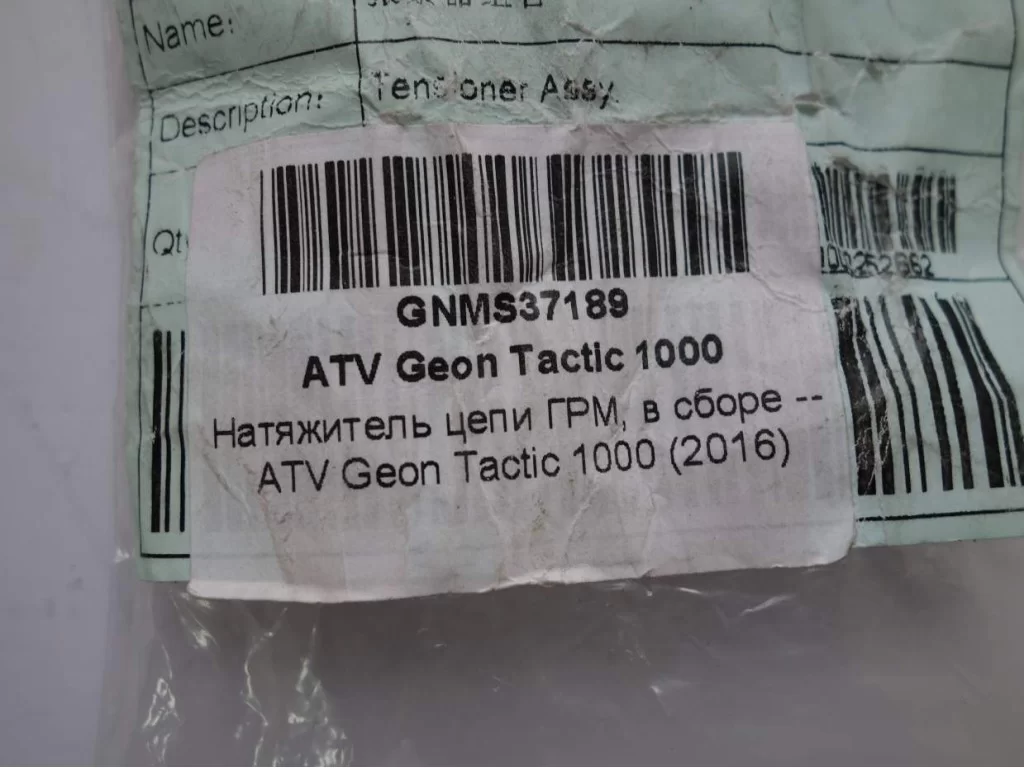 Name:
Description: Tensioner Assy
Qt
GNMS37189
ATV Geon Tactic 1000
Натяжитель цепи ГРМ, в сборе --
ATV Geon Tactic 1000 (2016)